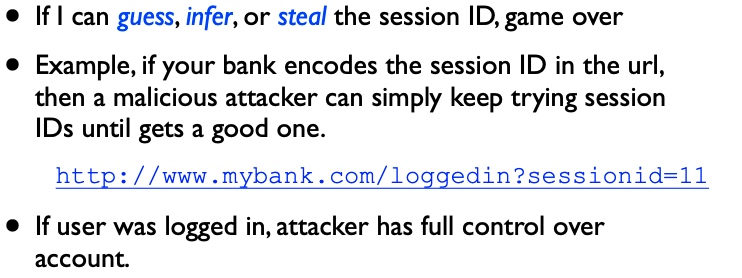 • If I can guess, infer, or steal the session ID, game over
• Example, if your bank encodes the session ID in the url,
then a malicious attacker can simply keep trying session
IDs until gets a good one.
http://www.mybank.com/loggedin?sessionid=11
• If user was logged in, attacker has full control over
account.